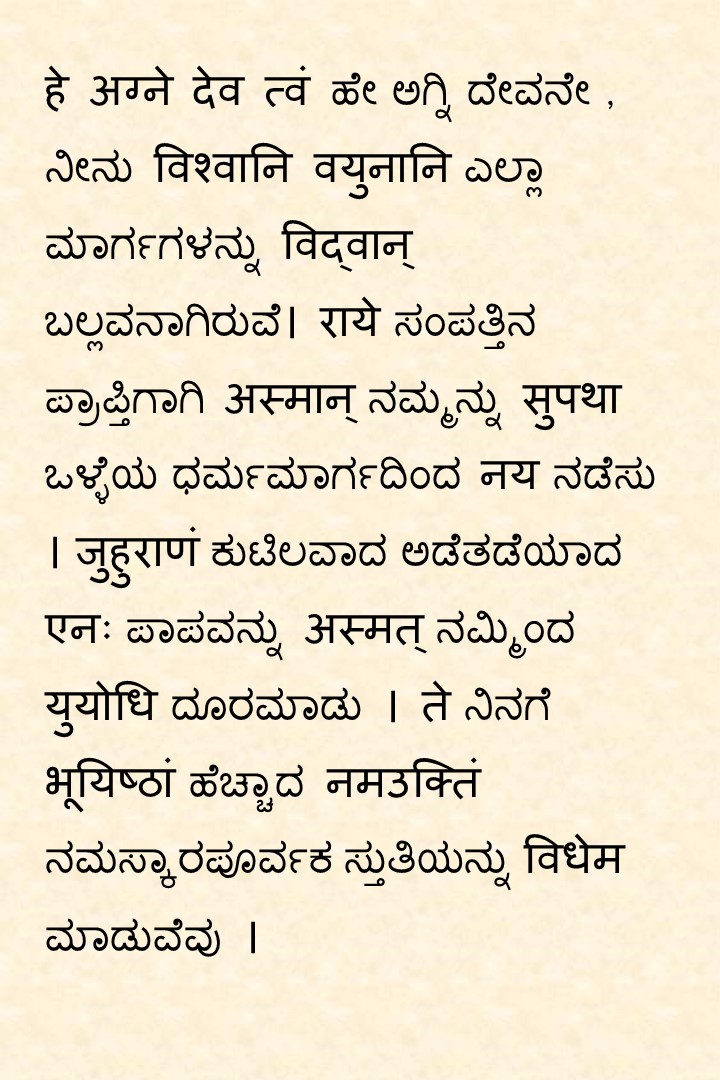 हे अग्ने देव त्वं ಹೇ ಅಗ್ನಿ ದೇವನೇ ,
ನೀನು विश्वानि वयुनानि ಎಲ್ಲಾ
ಮಾರ್ಗಗಳನ್ನು विद्‌वान्
ಬಲ್ಲವನಾಗಿರುವೆ। राये ಸಂಪತ್ತಿನ
ಪ್ರಾಪ್ತಿಗಾಗಿ अस्मान् ನಮ್ಮನ್ನು सुपथा
ಒಳ್ಳೆಯ ಧರ್ಮಮಾರ್ಗದಿಂದ नय ನಡೆಸು
। जुहुराणं ಕುಟಿಲವಾದ ಅಡೆತಡೆಯಾದ
एनः ಪಾಪವನ್ನು अस्मत् ನಮ್ಮಿಂದ
युयोधि ದೂರಮಾಡು । ते ನಿನಗೆ
भूयिष्ठां ಹೆಚ್ಚಾದ नमउक्तिं
ನಮಸ್ಕಾರಪೂರ್ವಕ ಸ್ತುತಿಯನ್ನು विधेम
ಮಾಡುವೆವು ।